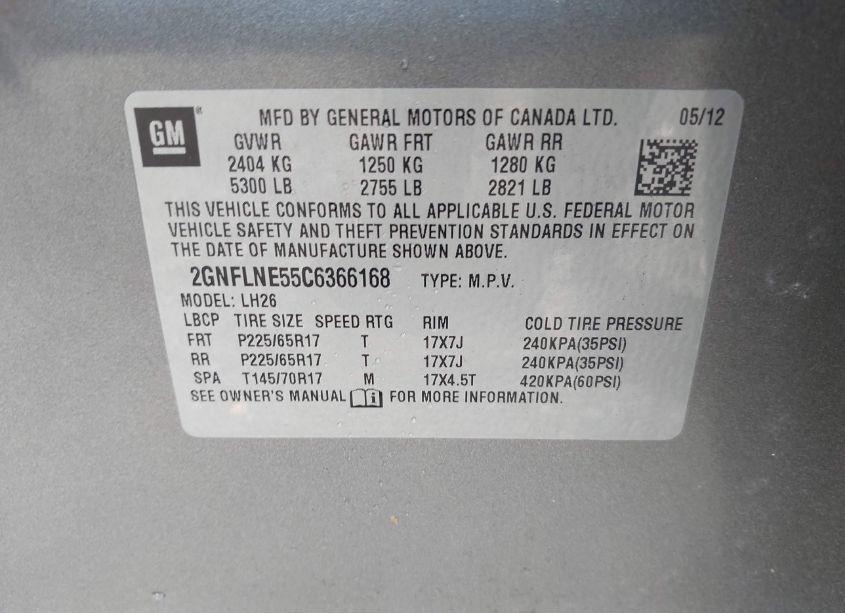 GM ® MFD BY GENERAL MOTORS OF CANADA LTD. 05/12
GVWR GAWR FRT GAWR RR
2404 KG 1250 KG 1280 KG
5300 LB 2755 LB 2821 LB
THIS VEHICLE CONFORMS TO ALL APPLICABLE U.S. FEDERAL MOTOR
VEHICLE SAFETY AND THEFT PREVENTION STANDARDS IN EFFECT ON
THE DATE OF MANUFACTURE SHOWN ABOVE.
2GNFLNE55C6366168 TYPE: M.P.V.
MODEL: LH26
LBCP TIRE SIZE SPEED RTG RIM COLD TIRE PRESSURE
FRT P225/65R17 T 17X7J 240KPA(35PSI)
RR P225/65R17 T 17X7J 240KPA(35PSI)
SPA T145/70R17 M 17X4.5T 420KPA(60PSI)
SEE OWNER'S MANUAL i FOR MORE INFORMATION.